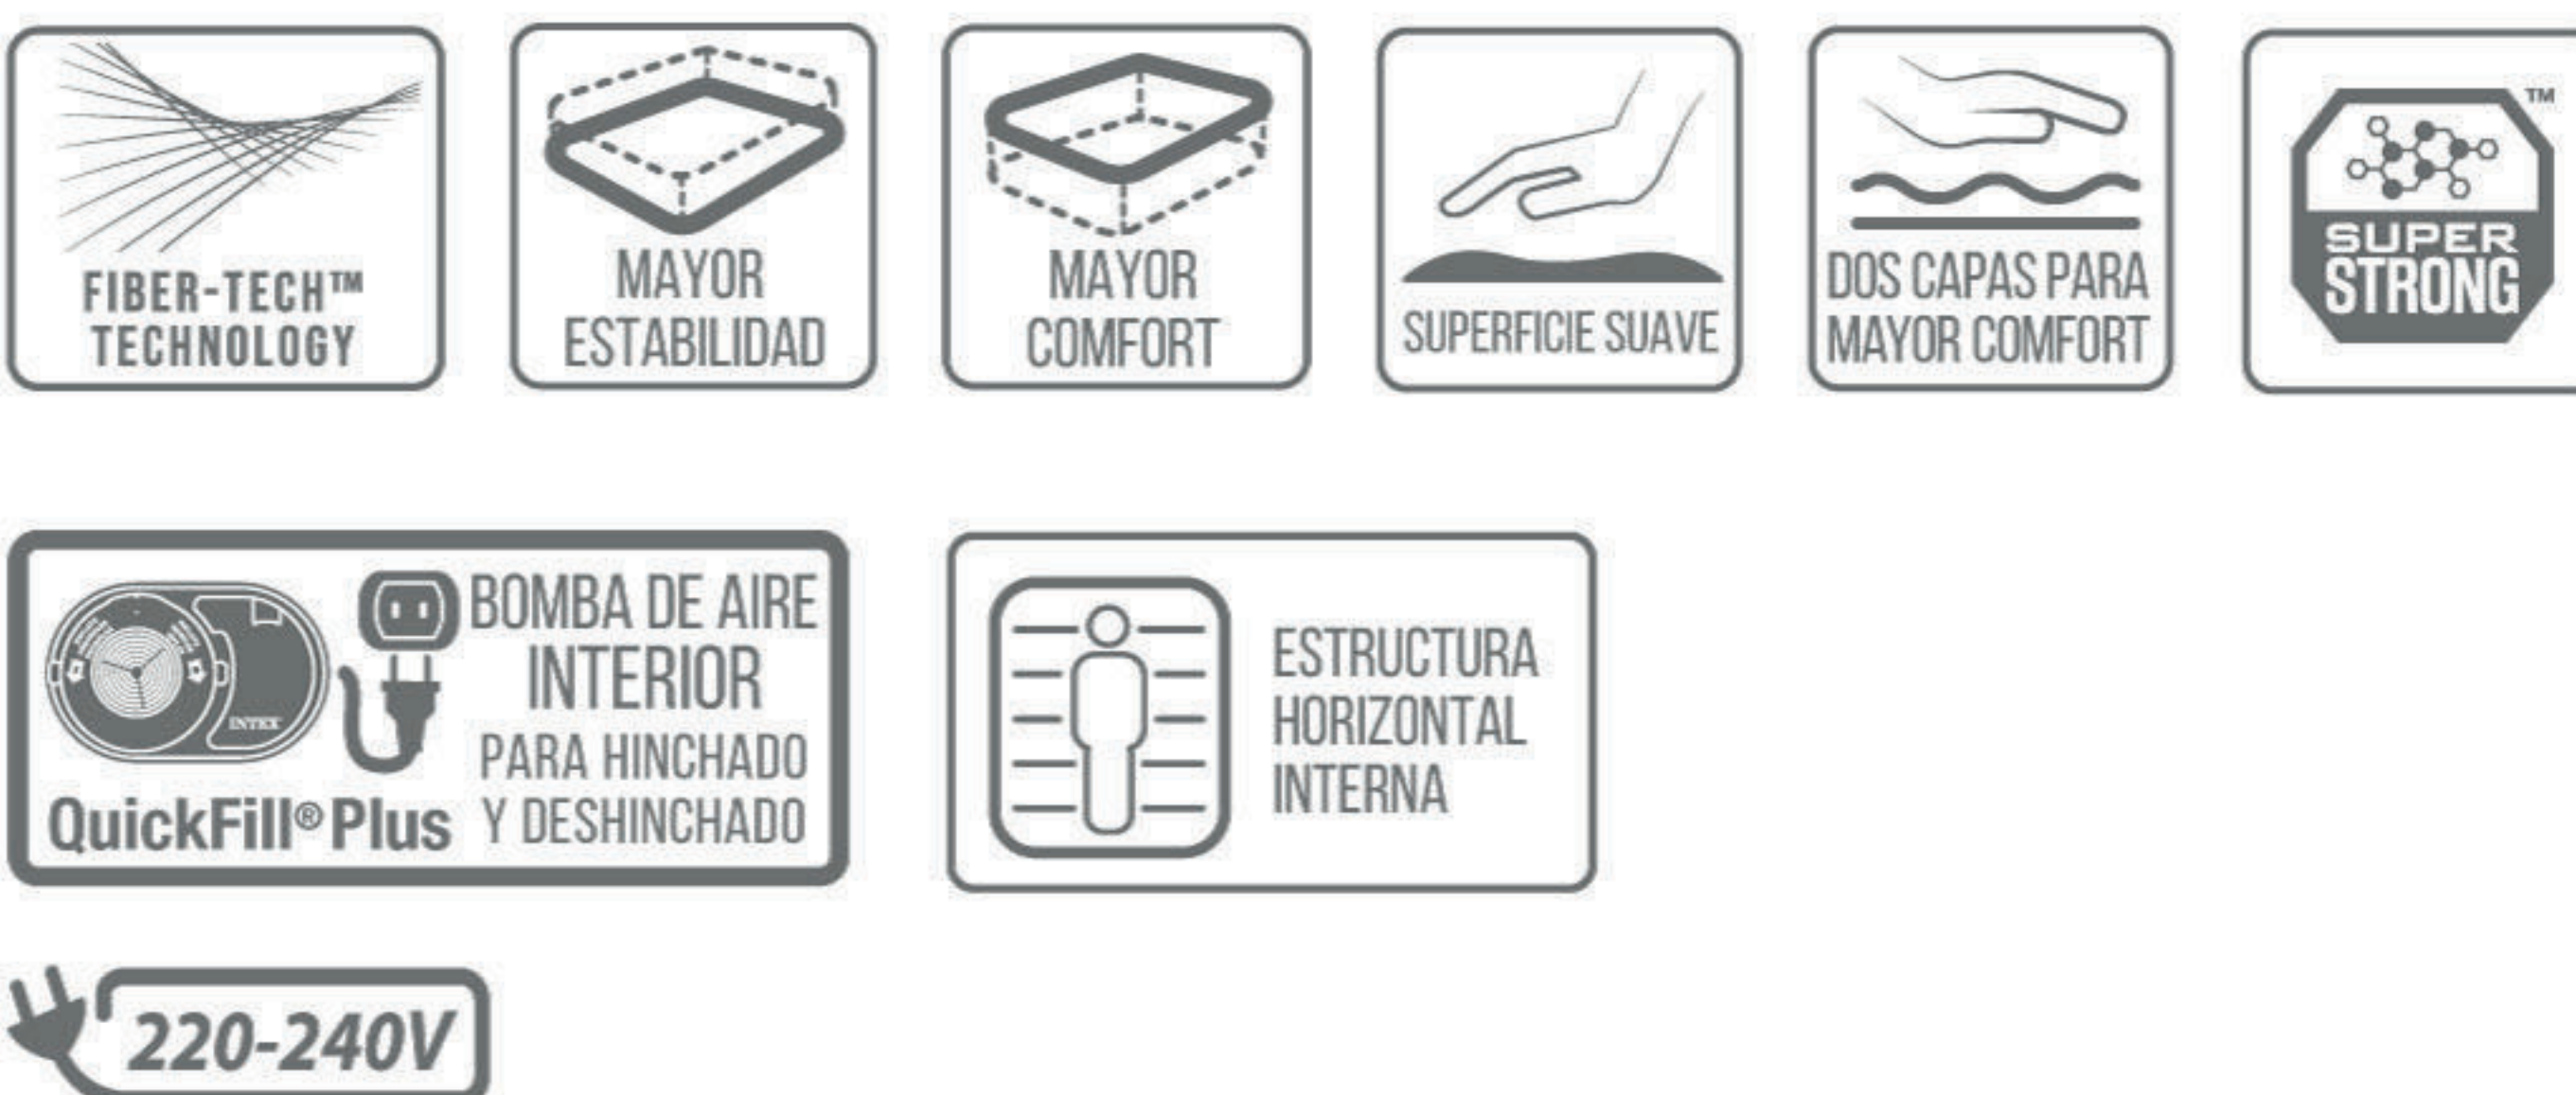 FIBER-TECH™
TECHNOLOGY
MAYOR
ESTABILIDAD
MAYOR
COMFORT
SUPERFICIE SUAVE
DOS CAPAS PARA
MAYOR COMFORT
TM
SUPER
STRONG
INTEX
QuickFill® Plus
BOMBA DE AIRE
INTERIOR
PARA HINCHADO
Y DESHINCHADO
ESTRUCTURA
HORIZONTAL
INTERNA
220-240V